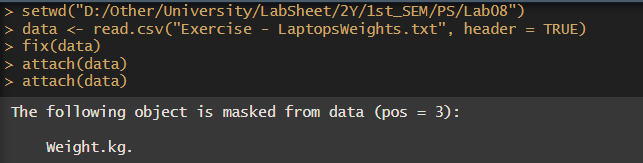 > setwd("D:/Other/University/LabSheet/2Y/1st_SEM/PS/Lab08")
> data <- read.csv("Exercise - LaptopsWeights.txt", header = TRUE)
> fix(data)
> attach(data)
> attach(data)
The following object is masked from data (pos = 3):
Weight.kg.